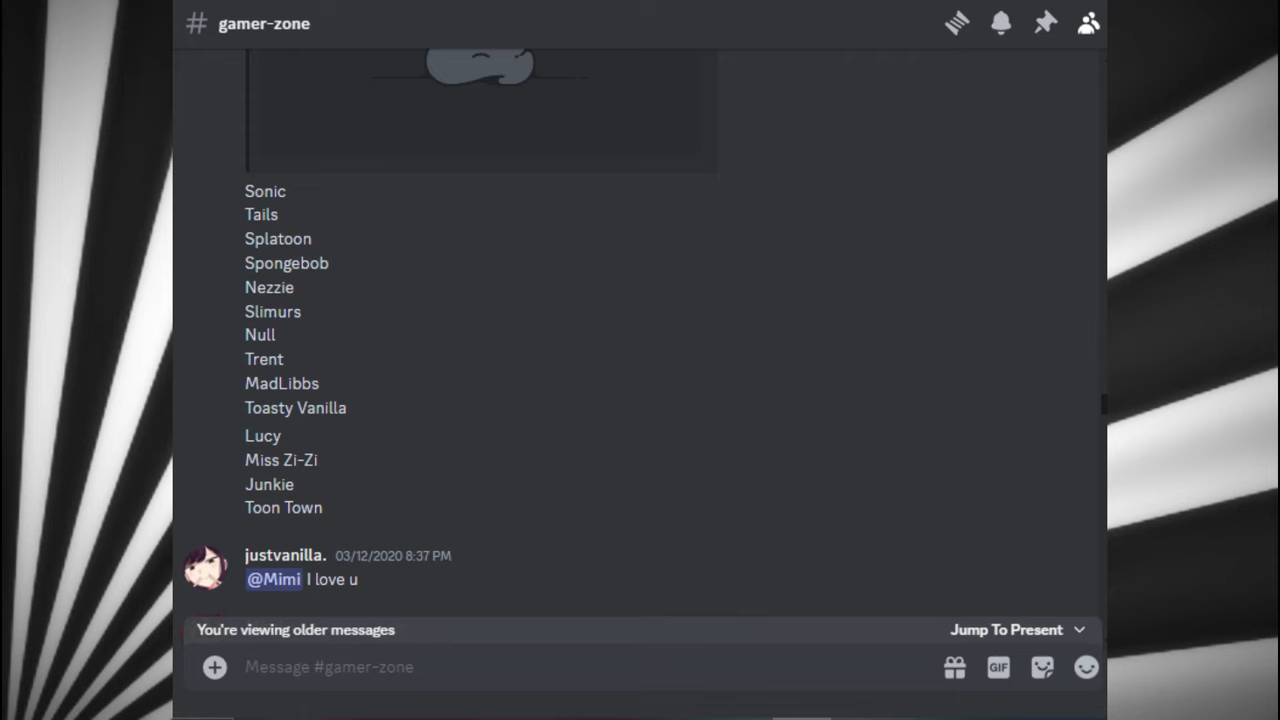 # gamer-zone
Sonic
Tails
Splatoon
Spongebob
Nezzie
Slimurs
Null
Trent
MadLibbs
Toasty Vanilla
Lucy
Miss Zi-Zi
Junkie
Toon Town
justvanilla. 03/12/2020 8:37 PM
@Mimi I love u
You're viewing older messages Jump To Present
Message #gamer-zone GIF